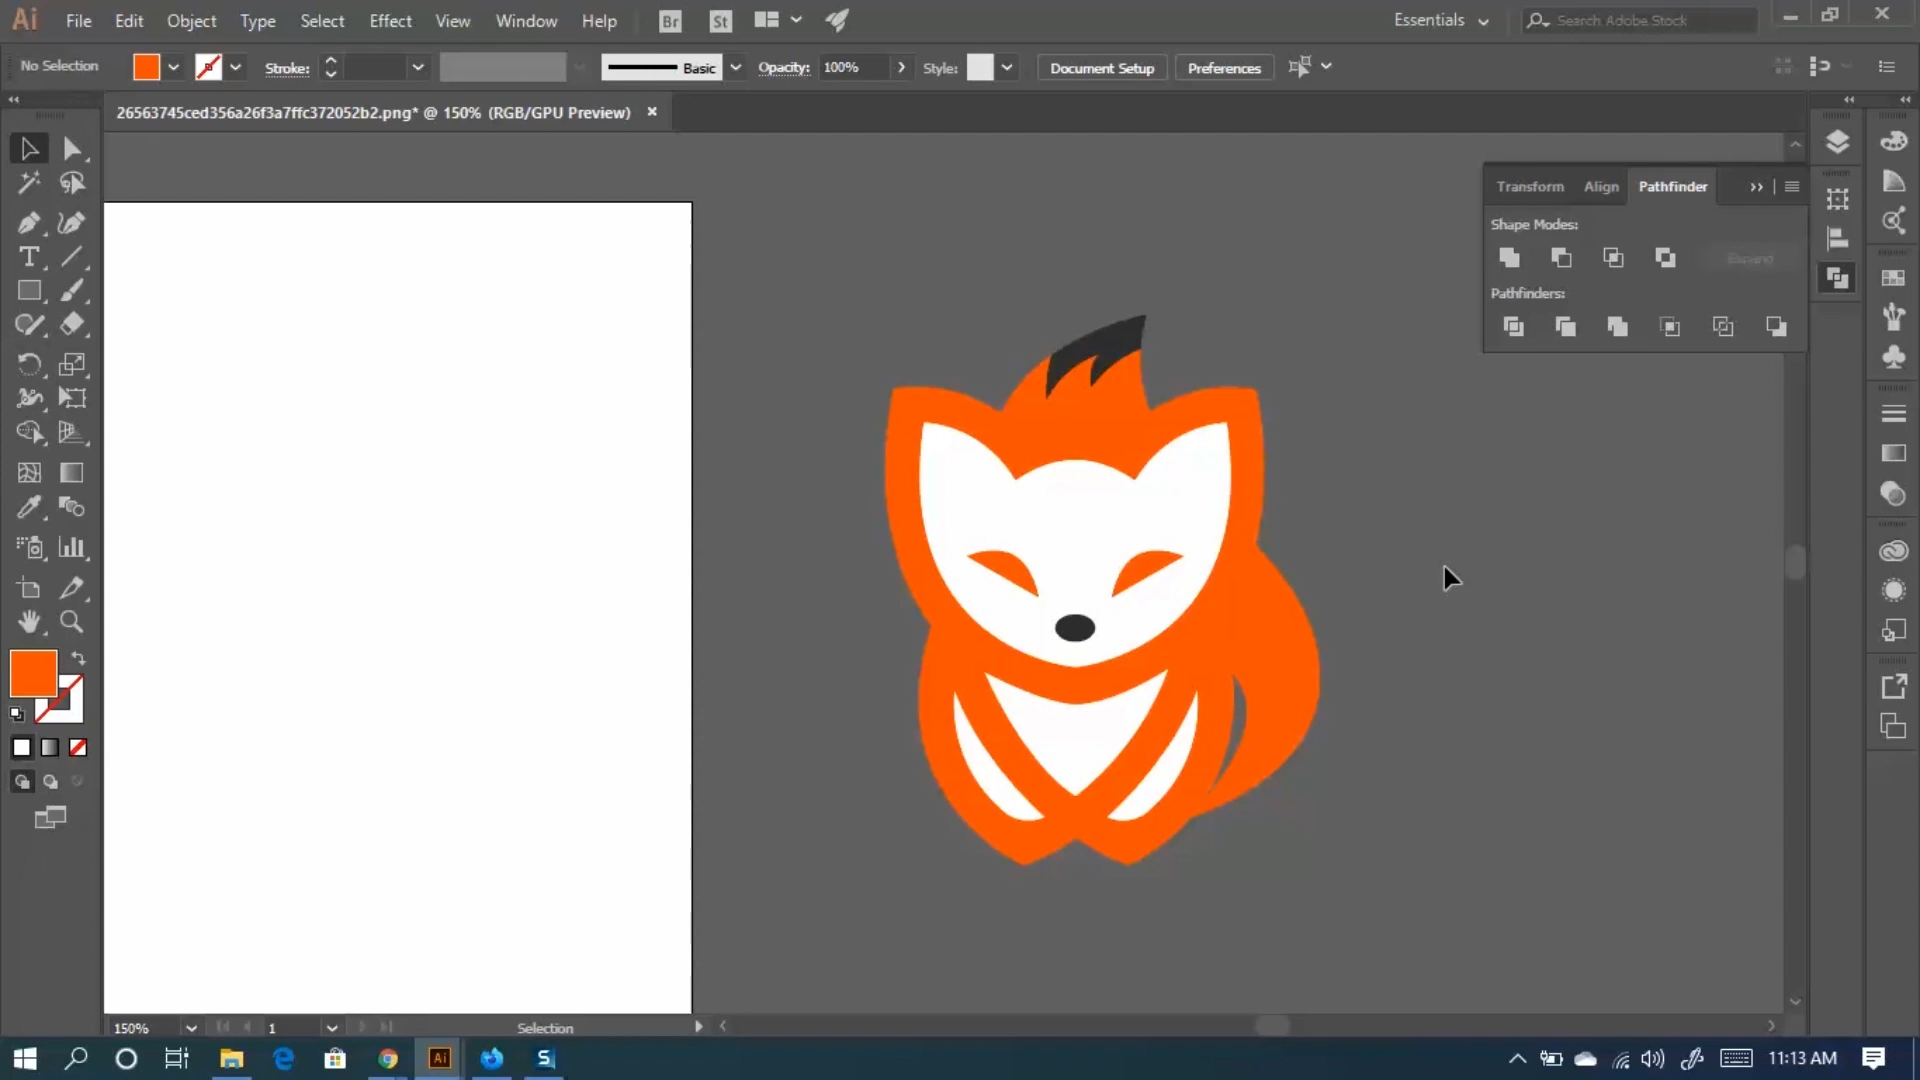 Ai File Edit Object Type Select Effect View Window Help Br St Essentials Search Adobe Stock
No Selection Stroke: Basic Opacity: 100% Style: Document Setup Preferences
26563745ced356a26f3a7ffc372052b2.png* @ 150% (RGB/GPU Preview)
Transform Align Pathfinder
Shape Modes:
Expand
Pathfinders:
150% 1 Selection
Ai S 11:13 AM